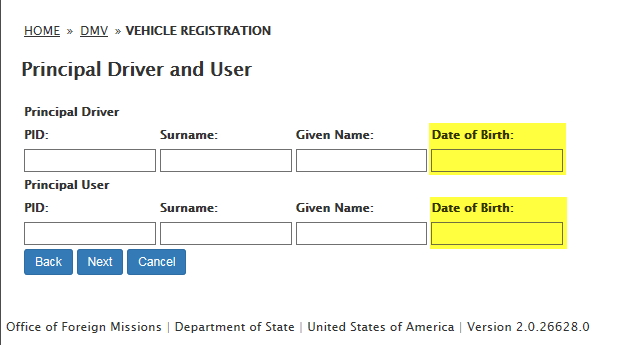 HOME » DMV » VEHICLE REGISTRATION
Principal Driver and User
Principal Driver
PID: Surname: Given Name: Date of Birth:
Principal User
PID: Surname: Given Name: Date of Birth:
Back Next Cancel
Office of Foreign Missions | Department of State | United States of America | Version 2.0.26628.0